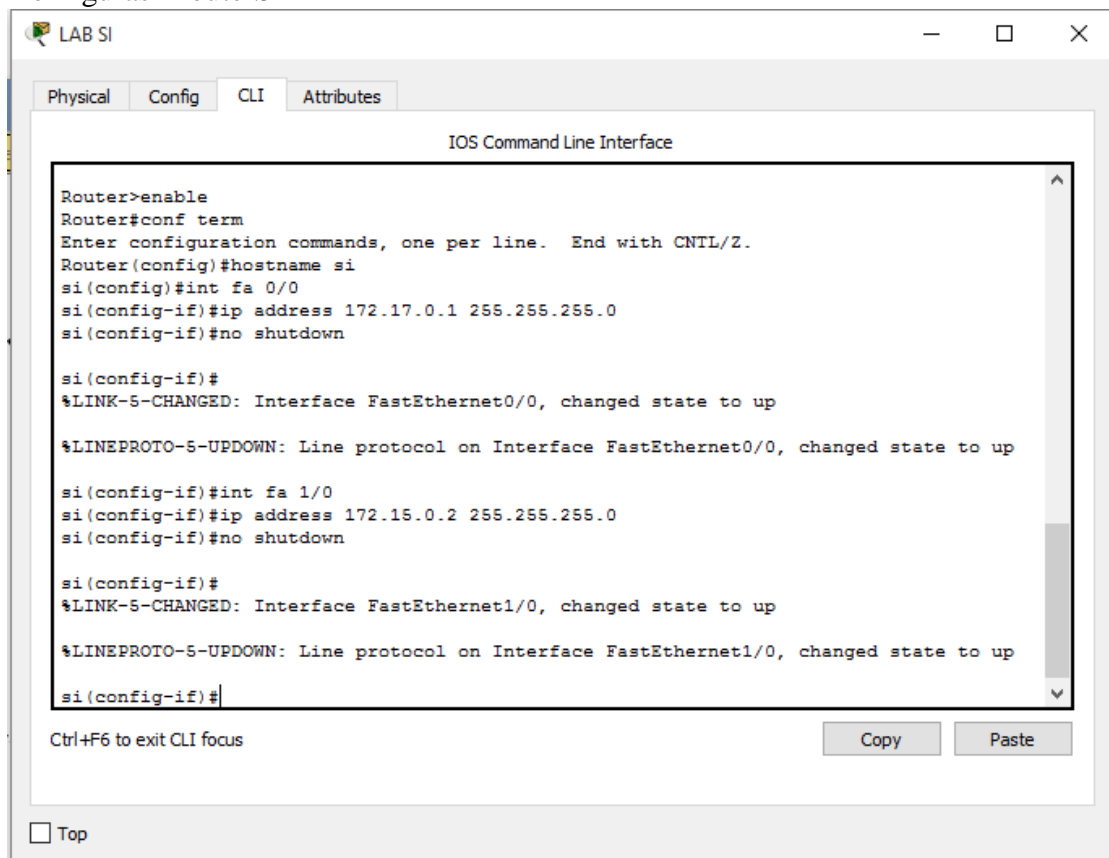 LAB SI
Physical Config CLI Attributes
IOS Command Line Interface
Router>enable
Router#conf term
Enter configuration commands, one per line.  End with CNTL/Z.
Router(config)#hostname si
si(config)#int fa 0/0
si(config-if)#ip address 172.17.0.1 255.255.255.0
si(config-if)#no shutdown
si(config-if)#
%LINK-5-CHANGED: Interface FastEthernet0/0, changed state to up
%LINEPROTO-5-UPDOWN: Line protocol on Interface FastEthernet0/0, changed state to up
si(config-if)#int fa 1/0
si(config-if)#ip address 172.15.0.2 255.255.255.0
si(config-if)#no shutdown
si(config-if)#
%LINK-5-CHANGED: Interface FastEthernet1/0, changed state to up
%LINEPROTO-5-UPDOWN: Line protocol on Interface FastEthernet1/0, changed state to up
si(config-if)#
Ctrl+F6 to exit CLI focus
Copy Paste
Top